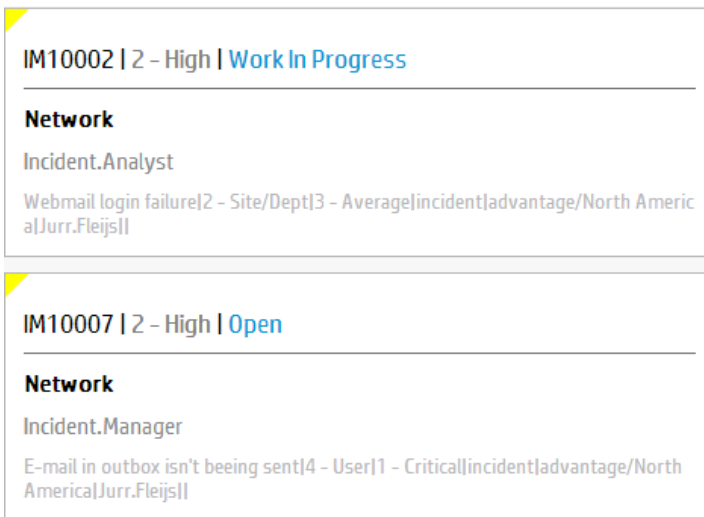 IM10002 | 2 - High | Work In Progress
Network
Incident.Analyst
Webmail login failure|2 - Site/Dept|3 - Average|incident|advantage/North Americ
a|Jurr.Fleijs||
IM10007 | 2 - High | Open
Network
Incident.Manager
E-mail in outbox isn't beeing sent|4 - User|1 - Critical|incident|advantage/North
America|Jurr.Fleijs||